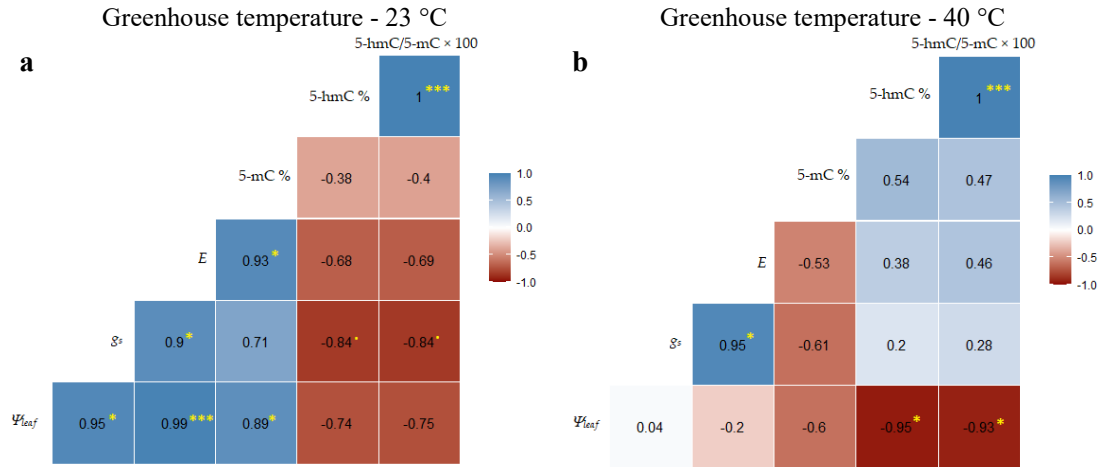 Greenhouse temperature - 23 °C
a
5-hmC/5-mC × 100
5-hmC % 1 ***
5-mC % -0.38 -0.4
E 0.93 * -0.68 -0.69
gs 0.9 * 0.71 -0.84 · -0.84 ·
Ψleaf 0.95 * 0.99 *** 0.89 * -0.74 -0.75
1.0
0.5
0.0
-0.5
-1.0
Greenhouse temperature - 40 °C
b
5-hmC/5-mC × 100
5-hmC % 1 ***
5-mC % 0.54 0.47
E -0.53 0.38 0.46
gs 0.95 * -0.61 0.2 0.28
Ψleaf 0.04 -0.2 -0.6 -0.95 * -0.93 *
1.0
0.5
0.0
-0.5
-1.0